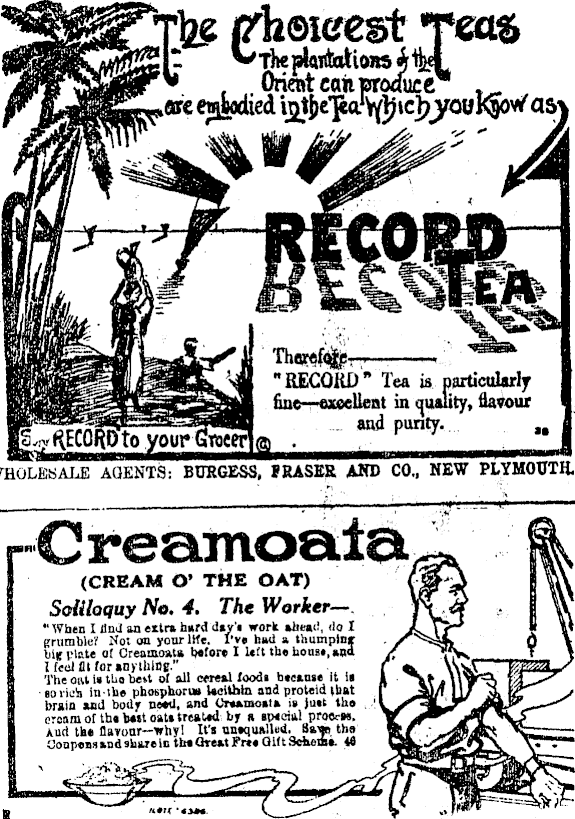 The Choicest Teas
The plantations of the
Orient can produce
are embodied in the Tea Which you Know as
RECORD
TEA
Therefore
"RECORD" Tea is particularly
fine—excellent in quality, flavour
and purity.
Say RECORD to your Grocer
WHOLESALE AGENTS: BURGESS, FRASER AND CO., NEW PLYMOUTH.
Creamoata
(CREAM O' THE OAT)
Soliloquy No. 4. The Worker—
"When I find an extra hard day's work ahead, do I
grumble? Not on your life. I've had a thumping
big plate of Creamoata before I left the house, and
I feel fit for anything."
The oat is the best of all cereal foods because it is
so rich in the phosphorus lecithin and proteid that
brain and body need, and Creamoata is just the
cream of the best oats treated by a special process.
And the flavour—why! It's unequalled. Save the
Coupons and share in the Great Free Gift Scheme. 46